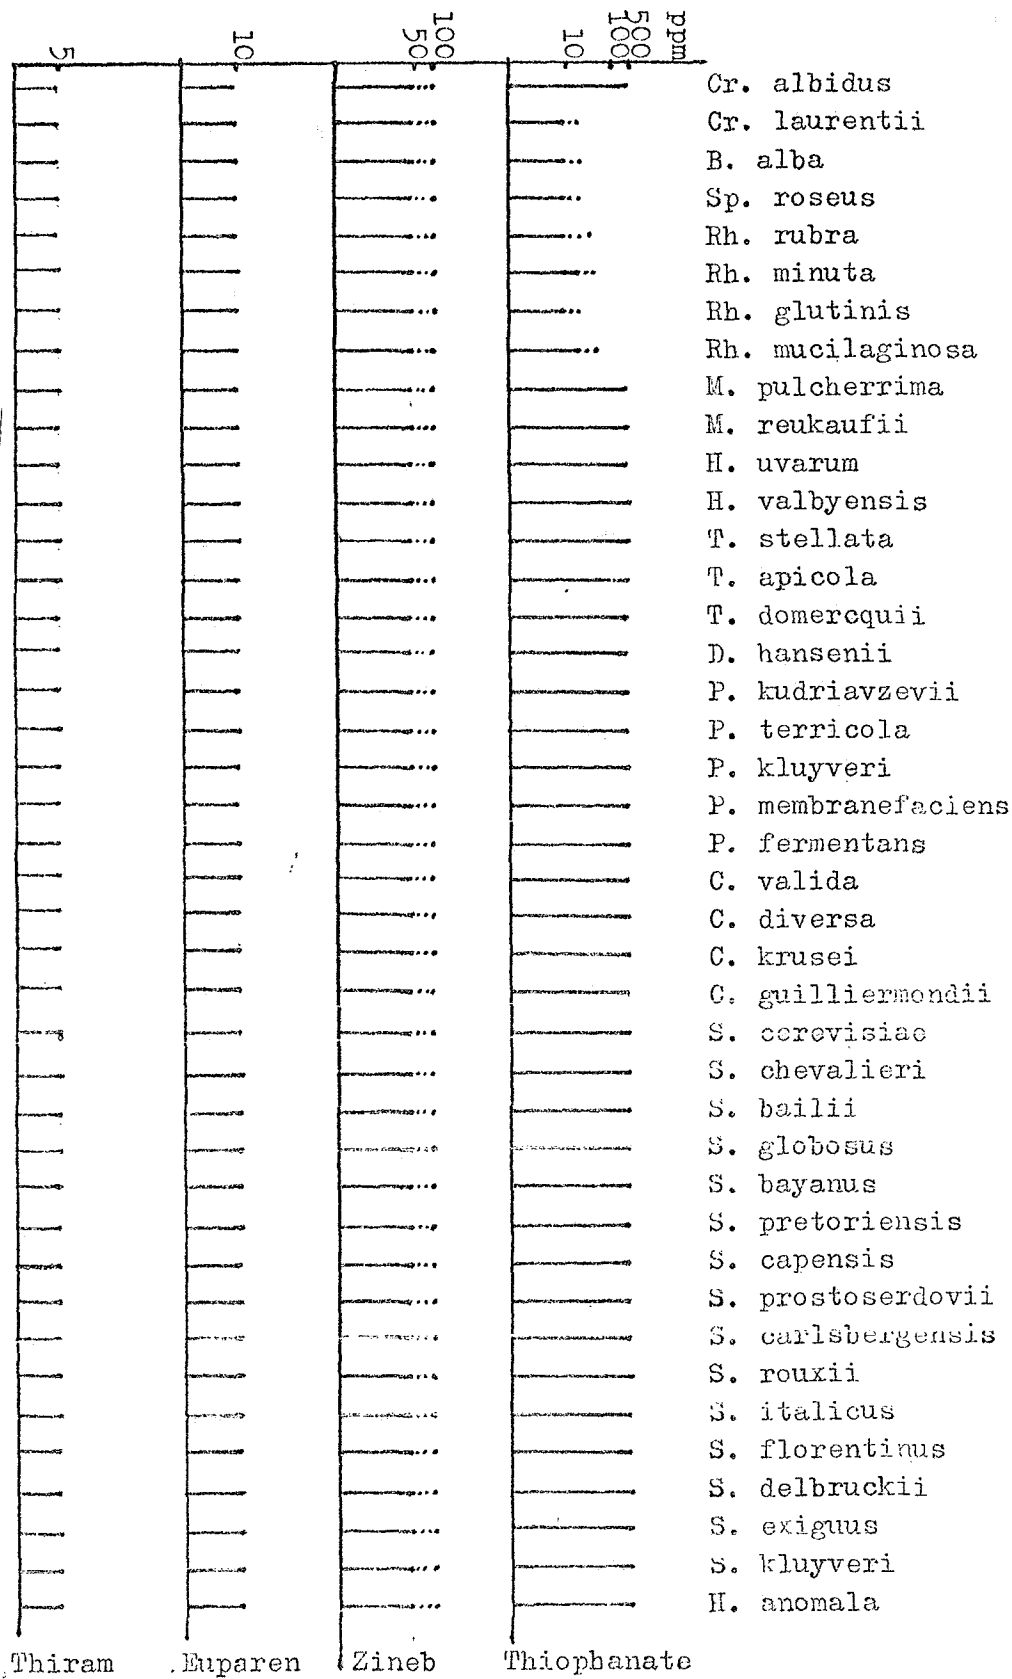 5 10 50 100 10 100 500 ppm
Cr. albidus
Cr. laurentii
B. alba
Sp. roseus
Rh. rubra
Rh. minuta
Rh. glutinis
Rh. mucilaginosa
M. pulcherrima
M. reukaufii
H. uvarum
H. valbyensis
T. stellata
T. apicola
T. domercquii
D. hansenii
P. kudriavzevii
P. terricola
P. kluyveri
P. membranefaciens
P. fermentans
C. valida
C. diversa
C. krusei
C. guilliermondii
S. cerevisiae
S. chevalieri
S. bailii
S. globosus
S. bayanus
S. pretoriensis
S. capensis
S. prostoserdovii
S. carlsbergensis
S. rouxii
S. italicus
S. florentinus
S. delbruckii
S. exiguus
S. kluyveri
H. anomala
Thiram Euparen Zineb Thiophanate